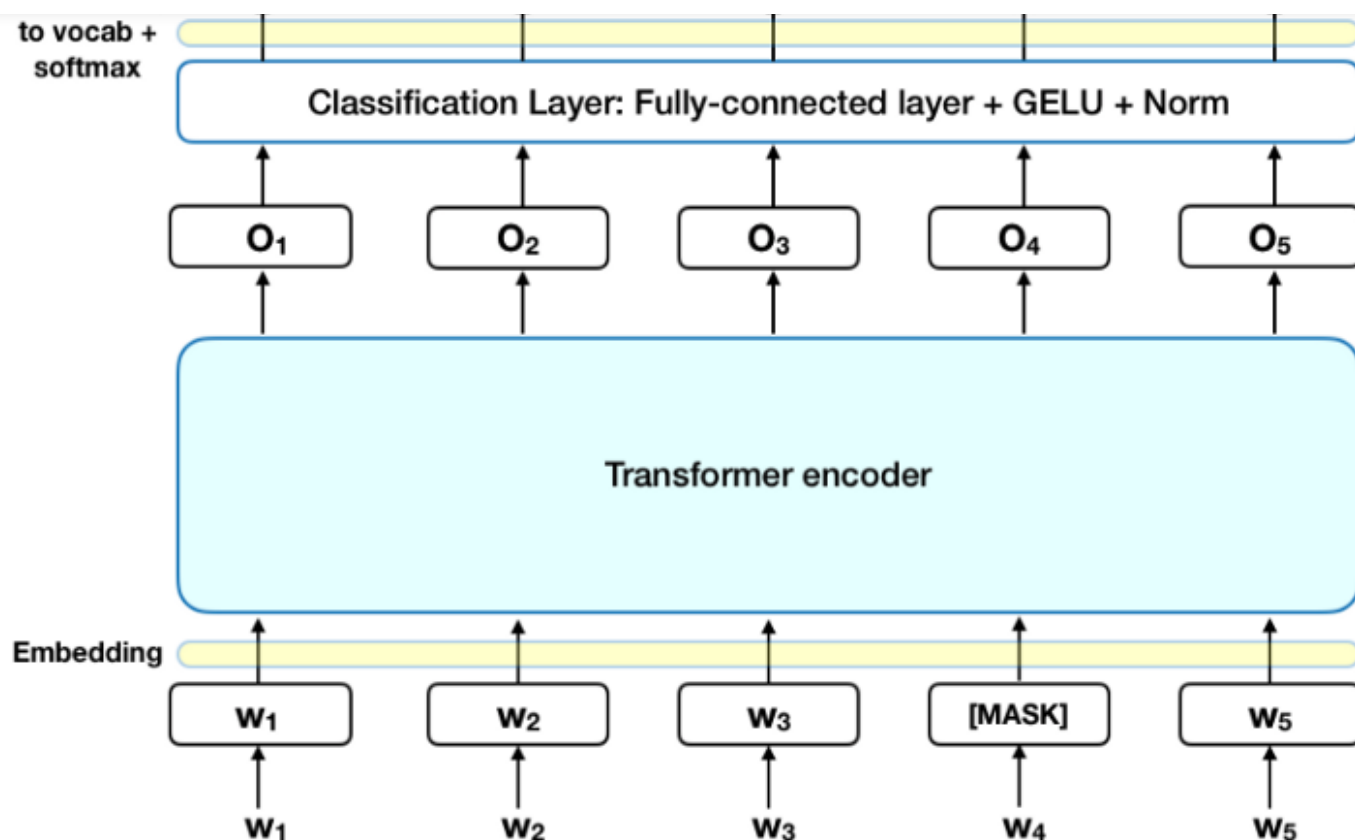 to vocab +
softmax
Classification Layer: Fully-connected layer + GELU + Norm
O₁ O₂ O₃ O₄ O₅
Transformer encoder
Embedding
W₁ W₂ W₃ [MASK] W₅
W₁ W₂ W₃ W₄ W₅